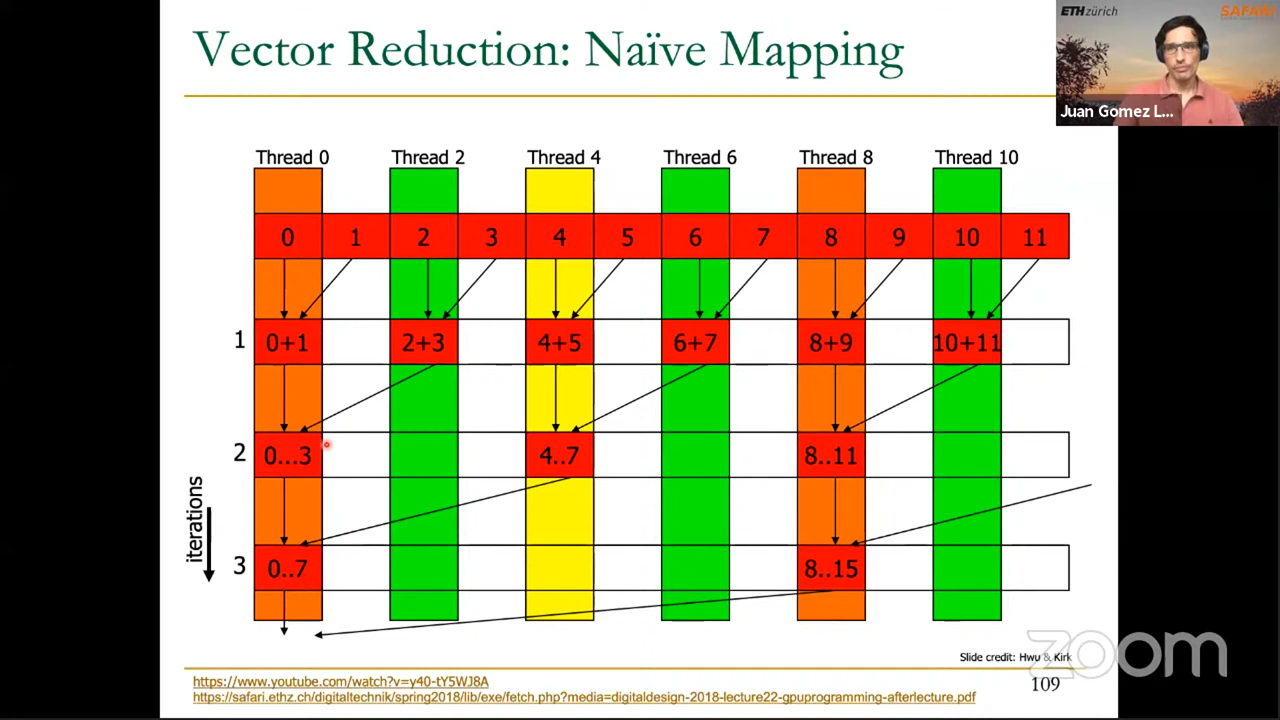 Vector Reduction: Naïve Mapping
ETH zürich
SAFARI
Juan Gomez L...
Thread 0 Thread 2 Thread 4 Thread 6 Thread 8 Thread 10
0 1 2 3 4 5 6 7 8 9 10 11
1 0+1 2+3 4+5 6+7 8+9 10+11
2 0...3 4..7 8..11
iterations
3 0..7 8..15
Slide credit: Hwu & Kirk
zoom
https://www.youtube.com/watch?v=y40-tY5WJ8A
https://safari.ethz.ch/digitaltechnik/spring2018/lib/exe/fetch.php?media=digitaldesign-2018-lecture22-gpuprogramming-afterlecture.pdf
109